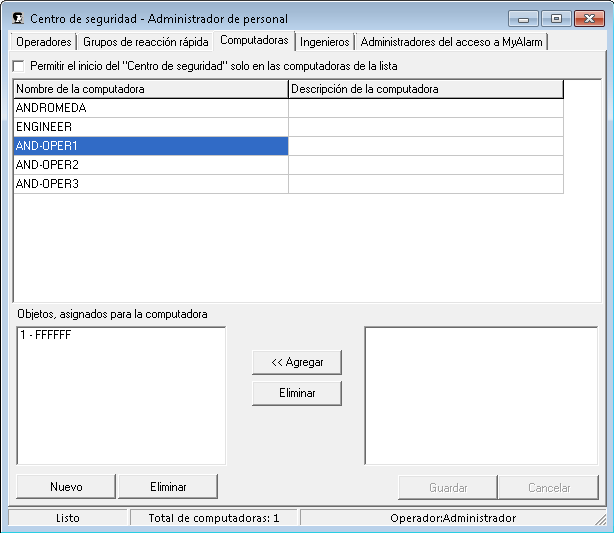 Centro de seguridad - Administrador de personal
Operadores Grupos de reacción rápida Computadoras Ingenieros Administradores del acceso a MyAlarm
Permitir el inicio del "Centro de seguridad" solo en las computadoras de la lista
Nombre de la computadora Descripción de la computadora
ANDROMEDA
ENGINEER
AND-OPER1
AND-OPER2
AND-OPER3
Objetos, asignados para la computadora
1 - FFFFFF
<< Agregar
Eliminar
Nuevo Eliminar Guardar Cancelar
Listo Total de computadoras: 1 Operador:Administrador